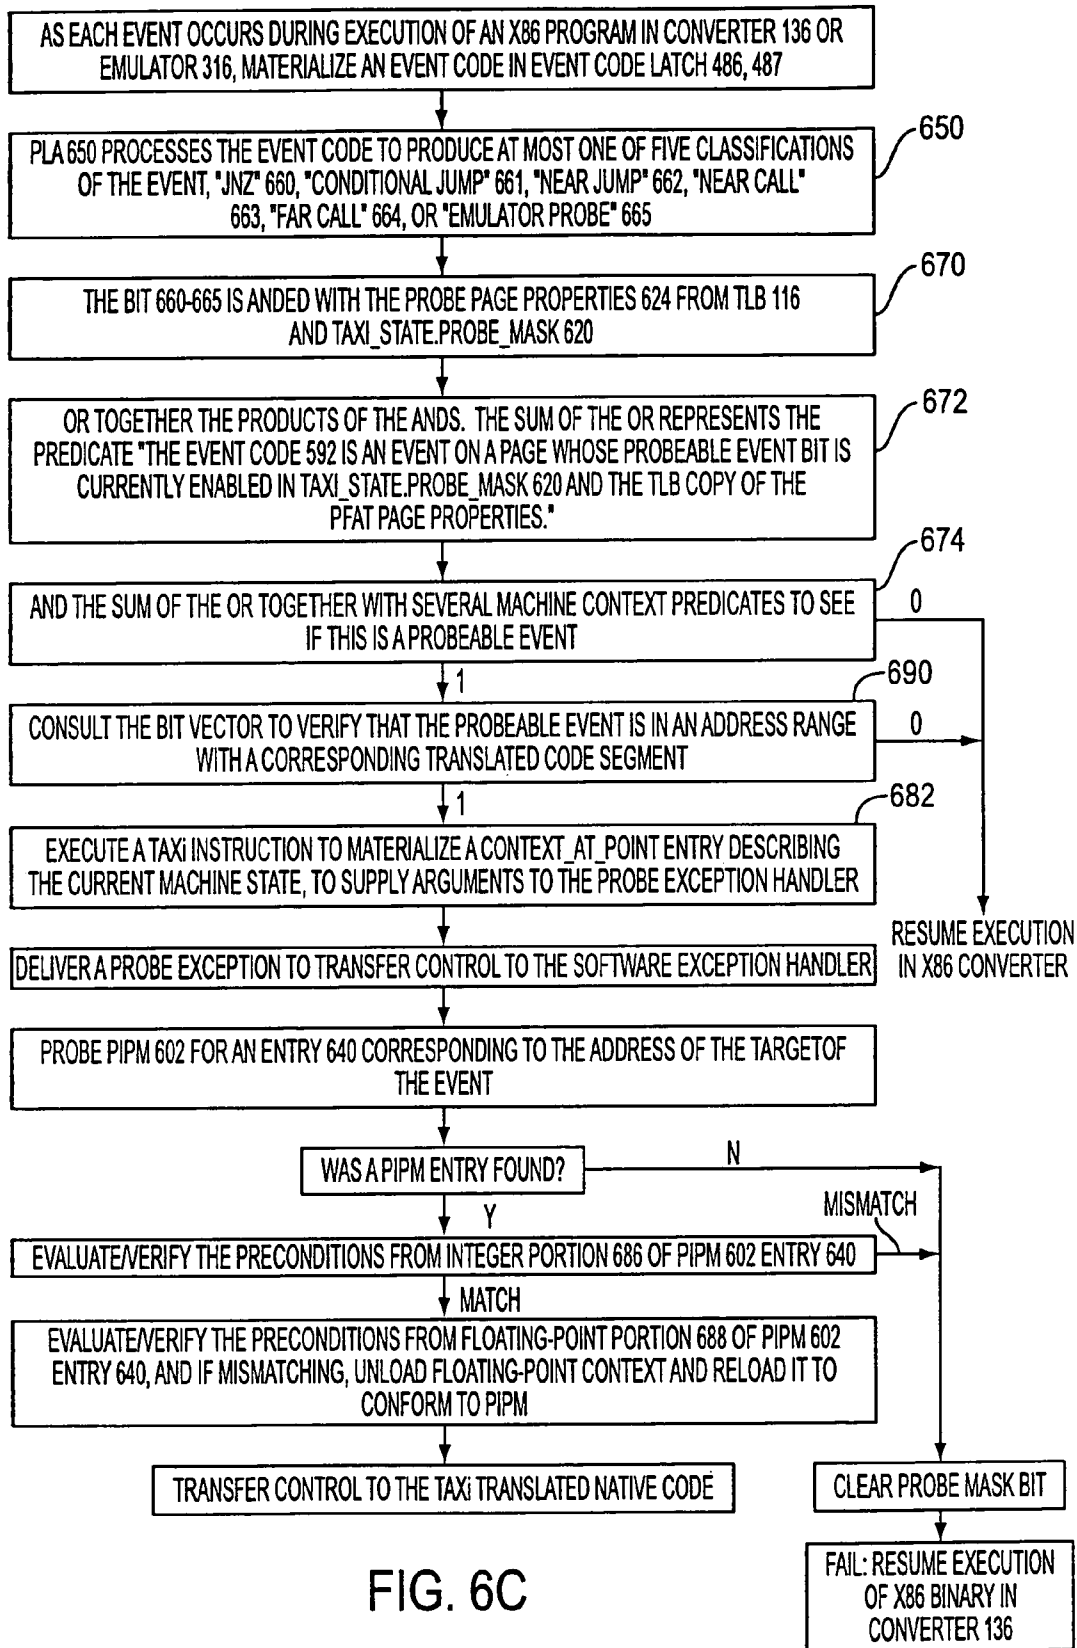 AS EACH EVENT OCCURS DURING EXECUTION OF AN X86 PROGRAM IN CONVERTER 136 OR
EMULATOR 316, MATERIALIZE AN EVENT CODE IN EVENT CODE LATCH 486, 487
650
PLA 650 PROCESSES THE EVENT CODE TO PRODUCE AT MOST ONE OF FIVE CLASSIFICATIONS
OF THE EVENT, "JNZ" 660, "CONDITIONAL JUMP" 661, "NEAR JUMP" 662, "NEAR CALL"
663, "FAR CALL" 664, OR "EMULATOR PROBE" 665
670
THE BIT 660-665 IS ANDED WITH THE PROBE PAGE PROPERTIES 624 FROM TLB 116
AND TAXI_STATE.PROBE_MASK 620
672
OR TOGETHER THE PRODUCTS OF THE ANDS. THE SUM OF THE OR REPRESENTS THE
PREDICATE "THE EVENT CODE 592 IS AN EVENT ON A PAGE WHOSE PROBEABLE EVENT BIT IS
CURRENTLY ENABLED IN TAXI_STATE.PROBE_MASK 620 AND THE TLB COPY OF THE
PFAT PAGE PROPERTIES."
674
AND THE SUM OF THE OR TOGETHER WITH SEVERAL MACHINE CONTEXT PREDICATES TO SEE
IF THIS IS A PROBEABLE EVENT
0
1
690
CONSULT THE BIT VECTOR TO VERIFY THAT THE PROBEABLE EVENT IS IN AN ADDRESS RANGE
WITH A CORRESPONDING TRANSLATED CODE SEGMENT
0
1
682
EXECUTE A TAXi INSTRUCTION TO MATERIALIZE A CONTEXT_AT_POINT ENTRY DESCRIBING
THE CURRENT MACHINE STATE, TO SUPPLY ARGUMENTS TO THE PROBE EXCEPTION HANDLER
RESUME EXECUTION
IN X86 CONVERTER
DELIVER A PROBE EXCEPTION TO TRANSFER CONTROL TO THE SOFTWARE EXCEPTION HANDLER
PROBE PIPM 602 FOR AN ENTRY 640 CORRESPONDING TO THE ADDRESS OF THE TARGETOF
THE EVENT
WAS A PIPM ENTRY FOUND?
N
Y
MISMATCH
EVALUATE/VERIFY THE PRECONDITIONS FROM INTEGER PORTION 686 OF PIPM 602 ENTRY 640
MATCH
EVALUATE/VERIFY THE PRECONDITIONS FROM FLOATING-POINT PORTION 688 OF PIPM 602
ENTRY 640, AND IF MISMATCHING, UNLOAD FLOATING-POINT CONTEXT AND RELOAD IT TO
CONFORM TO PIPM
TRANSFER CONTROL TO THE TAXi TRANSLATED NATIVE CODE
CLEAR PROBE MASK BIT
FAIL: RESUME EXECUTION
OF X86 BINARY IN
CONVERTER 136
FIG. 6C